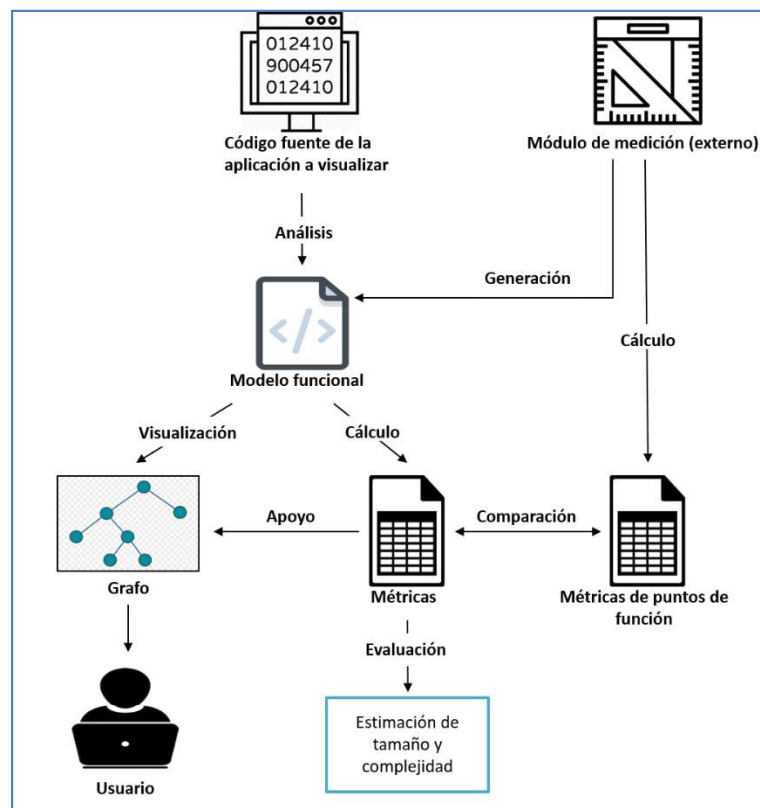 012410
900457
012410
Código fuente de la
aplicación a visualizar
Módulo de medición (externo)
Análisis
Generación
</>
Modelo funcional
Cálculo
Visualización
Cálculo
Apoyo
Comparación
Grafo
Métricas
Métricas de puntos de
función
Evaluación
Estimación de
tamaño y
complejidad
Usuario